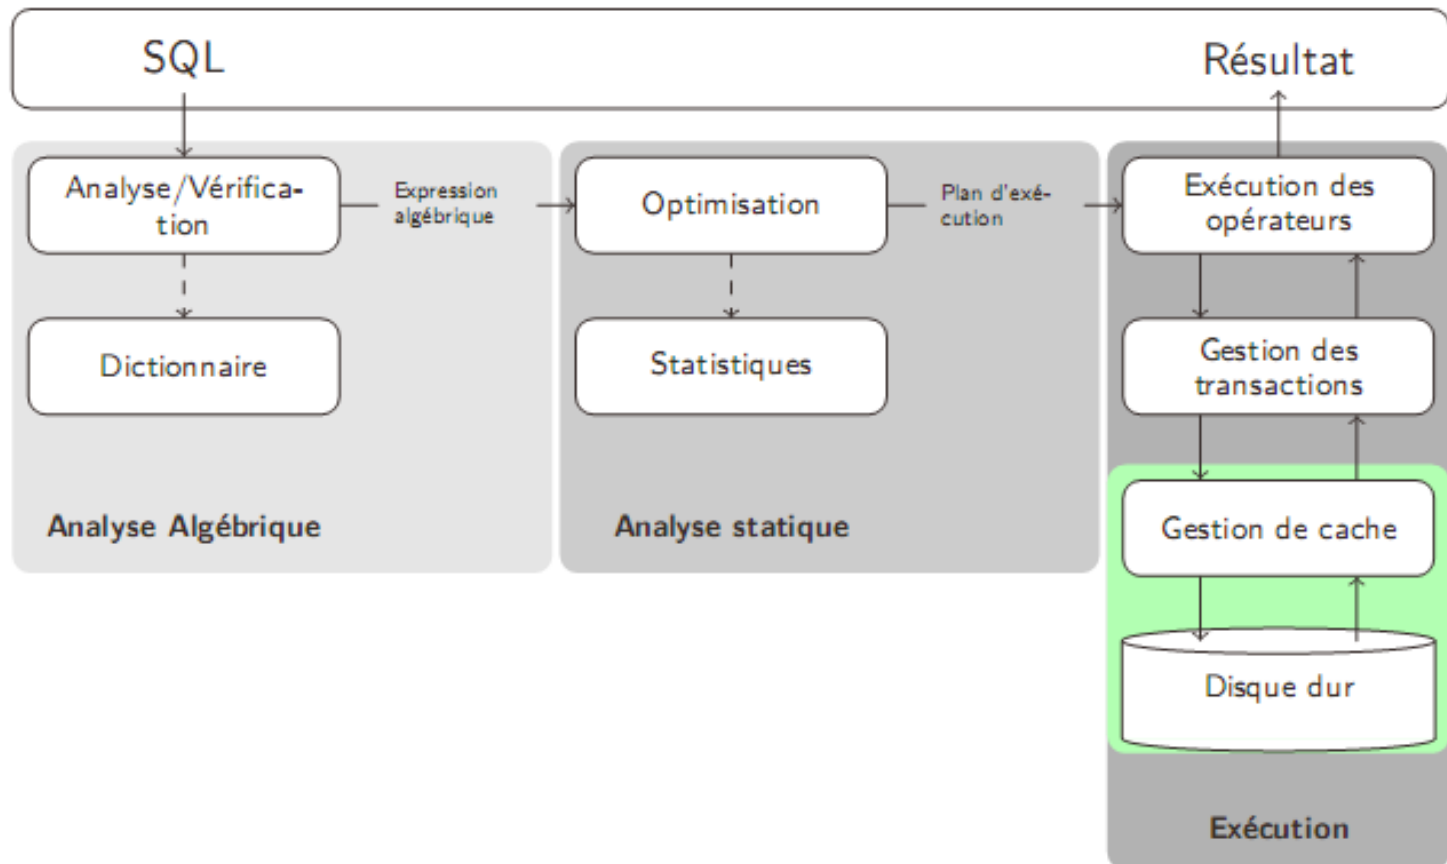 SQL
Résultat
Analyse/Vérifica-
tion
Expression
algébrique
Optimisation
Plan d'exé-
cution
Exécution des
opérateurs
Dictionnaire
Statistiques
Gestion des
transactions
Analyse Algébrique
Analyse statique
Gestion de cache
Disque dur
Exécution